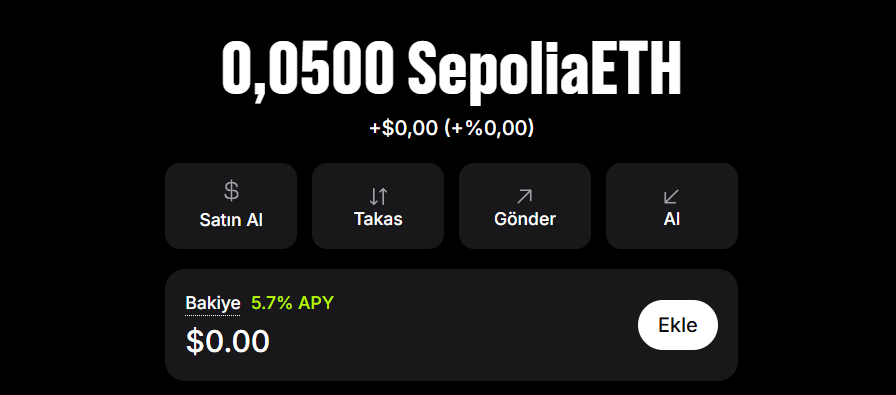 0,0500 SepoliaETH
+$0,00 (+%0,00)
Satın Al
Takas
Gönder
Al
Bakiye 5.7% APY
$0.00
Ekle